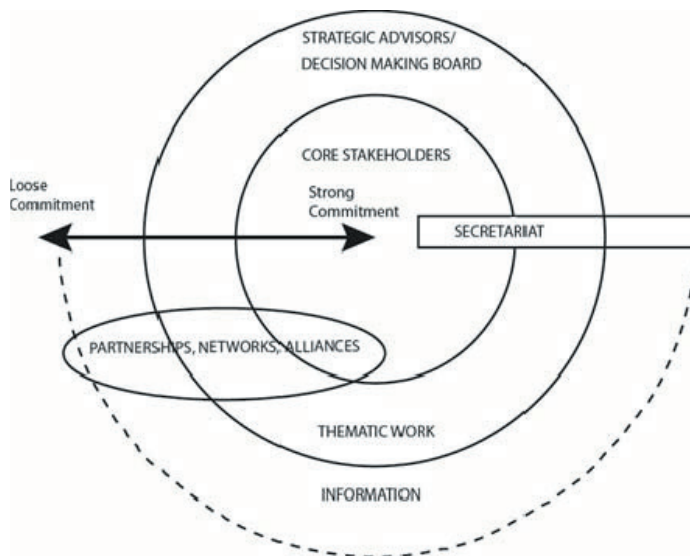 STRATEGIC ADVISORS/
DECISION MAKING BOARD
CORE STAKEHOLDERS
Loose
Commitment
Strong
Commitment
SECRETARIAT
PARTNERSHIPS, NETWORKS, ALLIANCES
THEMATIC WORK
INFORMATION